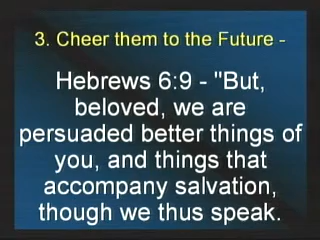 3. Cheer them to the Future -
Hebrews 6:9 - "But,
beloved, we are
persuaded better things of
you, and things that
accompany salvation,
though we thus speak.